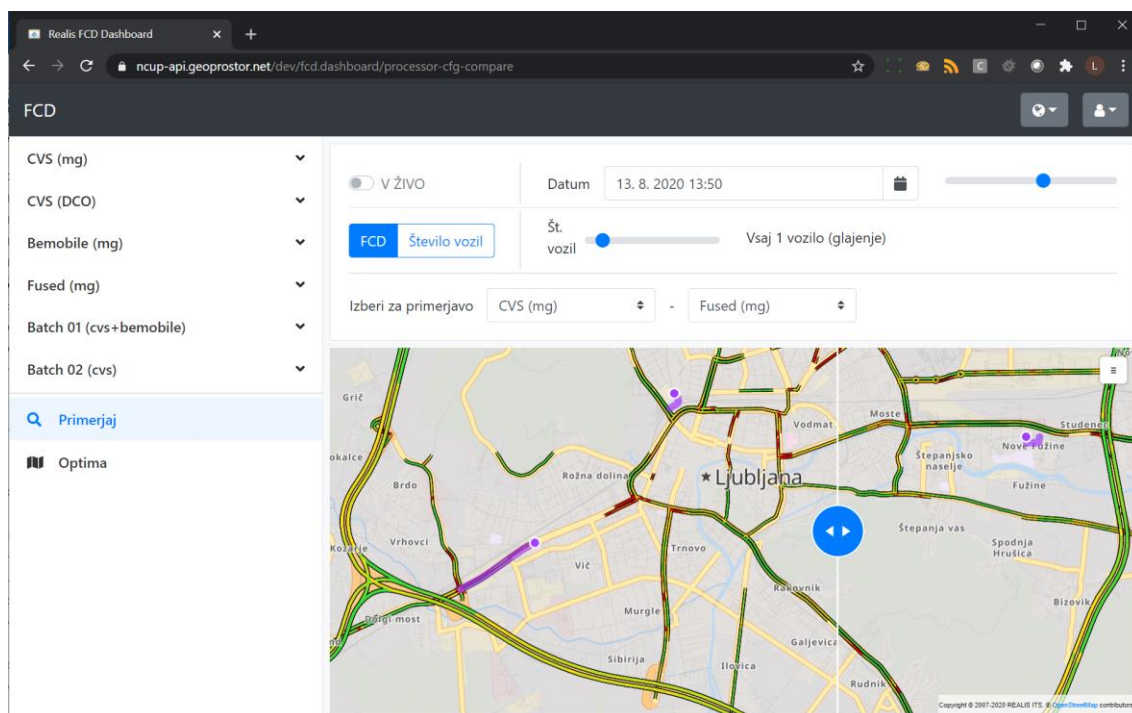 Realis FCD Dashboard
ncup-api.geoprostor.net/dev/fcd.dashboard/processor-cfg-compare
C
L
FCD
CVS (mg)
CVS (DCO)
Bemobile (mg)
Fused (mg)
Batch 01 (cvs+bemobile)
Batch 02 (cvs)
Primerjaj
Optima
V ŽIVO
Datum
13. 8. 2020 13:50
FCD
Število vozil
Št.
vozil
Vsaj 1 vozilo (glajenje)
Izberi za primerjavo
CVS (mg)
-
Fused (mg)
Grič
Moste
Vodmat
Studenec
Nove Fužine
okalce
Štepanjsko
naselje
Rožna dolina
Ljubljana
Brdo
Fužine
Štepanja vas
Vrhovci
Kozarje
Trnovo
Spodnja
Hrušica
Vič
Rakovnik
Bizovik
Murgle
Dolgi most
Galjevica
Sibirija
Ilovica
Rudnik
Copyright © 2007-2020 REALIS ITS, © OpenStreetMap contributors